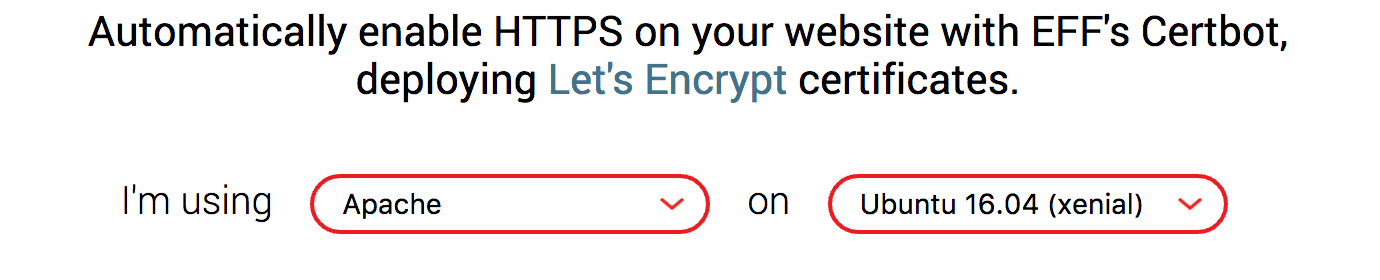 Automatically enable HTTPS on your website with EFF's Certbot,
deploying Let's Encrypt certificates.
I'm using Apache on Ubuntu 16.04 (xenial)